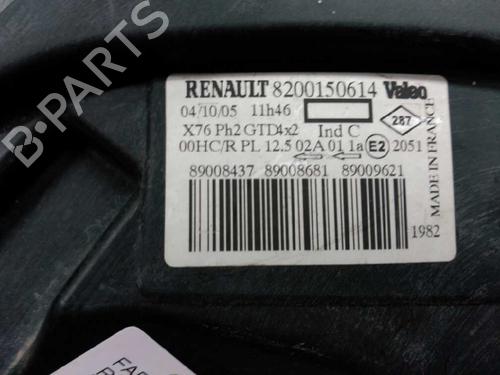 RENAULT 8200150614 Valeo
04/10/05 11h46
287
X76 Ph2 GTD4x2 Ind C
00HC/R PL 12.5 02A 01 1a E2 2051
89008437 89008681 89009621
MADE IN FRANCE
1982